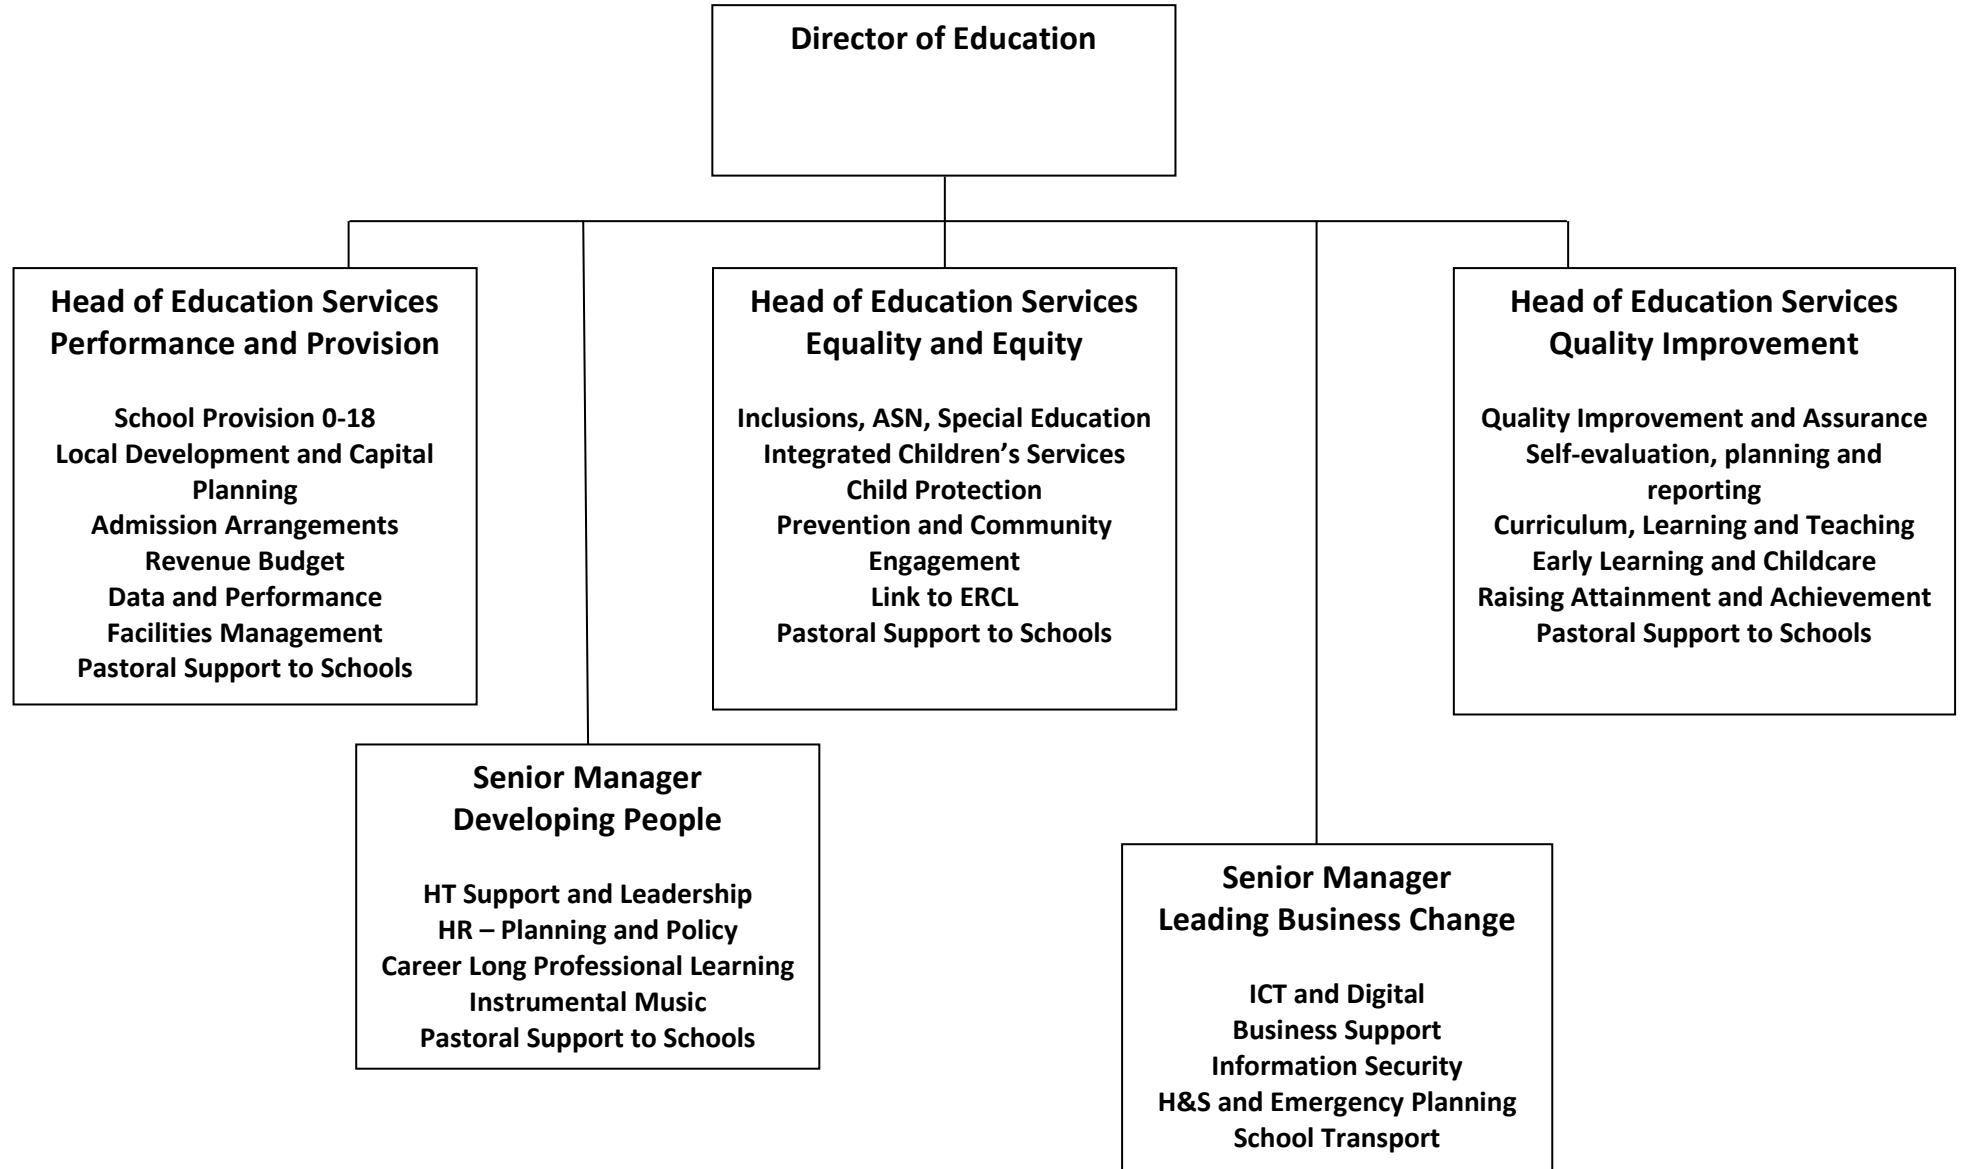 Director of Education
Head of Education Services
Performance and Provision
School Provision 0-18
Local Development and Capital
Planning
Admission Arrangements
Revenue Budget
Data and Performance
Facilities Management
Pastoral Support to Schools
Head of Education Services
Equality and Equity
Inclusions, ASN, Special Education
Integrated Children’s Services
Child Protection
Prevention and Community
Engagement
Link to ERCL
Pastoral Support to Schools
Head of Education Services
Quality Improvement
Quality Improvement and Assurance
Self-evaluation, planning and
reporting
Curriculum, Learning and Teaching
Early Learning and Childcare
Raising Attainment and Achievement
Pastoral Support to Schools
Senior Manager
Developing People
HT Support and Leadership
HR – Planning and Policy
Career Long Professional Learning
Instrumental Music
Pastoral Support to Schools
Senior Manager
Leading Business Change
ICT and Digital
Business Support
Information Security
H&S and Emergency Planning
School Transport